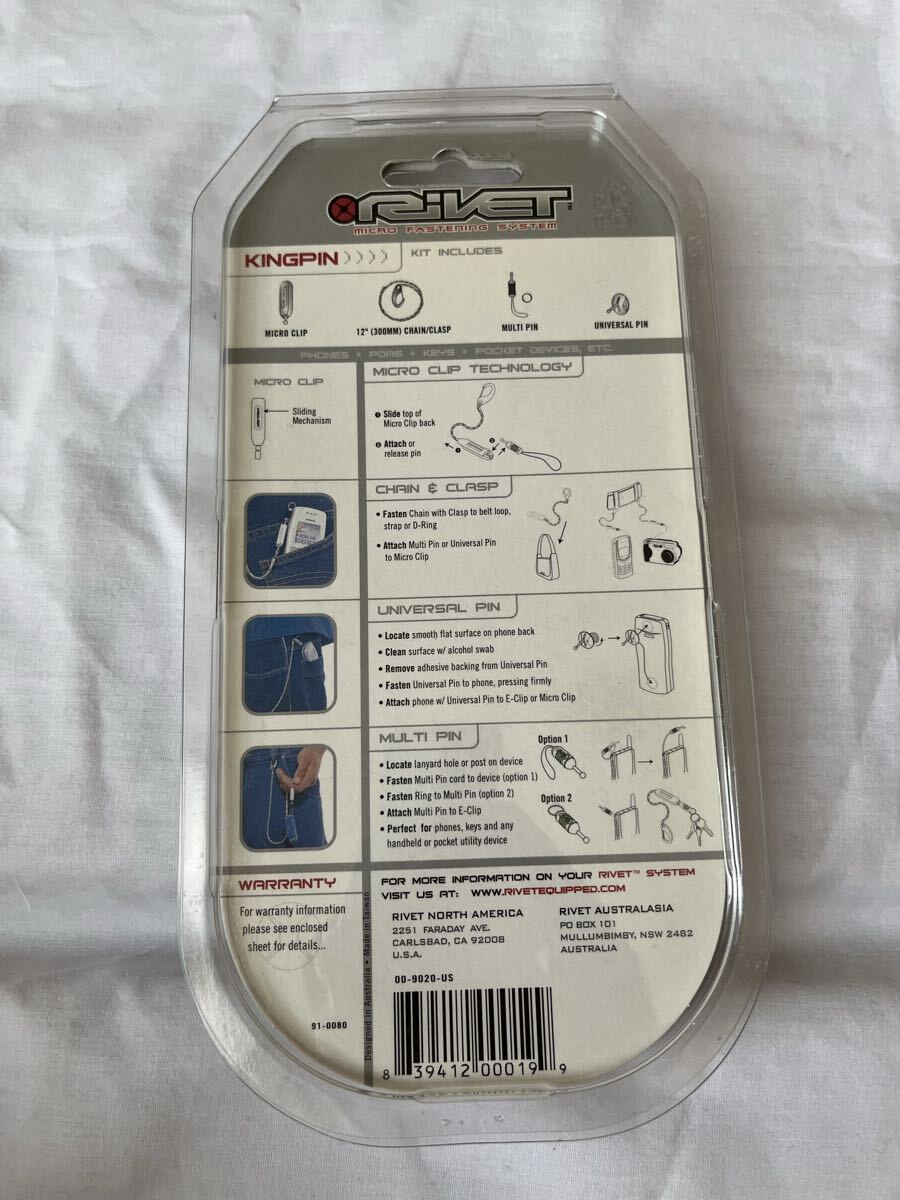 RIVET TM
MICRO FASTENING SYSTEM
KINGPIN
KIT INCLUDES
MICRO CLIP
12" (300MM) CHAIN/CLASP
MULTI PIN
UNIVERSAL PIN
PHONES • PDAS • KEYS • POCKET DEVICES, ETC.
MICRO CLIP
Sliding
Mechanism
MICRO CLIP TECHNOLOGY
1 Slide top of
Micro Clip back
2 Attach or
release pin
CHAIN & CLASP
• Fasten Chain with Clasp to belt loop,
strap or D-Ring
• Attach Multi Pin or Universal Pin
to Micro Clip
NOKIA
UNIVERSAL PIN
• Locate smooth flat surface on phone back
• Clean surface w/ alcohol swab
• Remove adhesive backing from Universal Pin
• Fasten Universal Pin to phone, pressing firmly
• Attach phone w/ Universal Pin to E-Clip or Micro Clip
MULTI PIN
• Locate lanyard hole or post on device
• Fasten Multi Pin cord to device (option 1)
• Fasten Ring to Multi Pin (option 2)
• Attach Multi Pin to E-Clip
• Perfect for phones, keys and any
handheld or pocket utility device
Option 1
Option 2
WARRANTY
For warranty information
please see enclosed
sheet for details...
91-0080
Designed in Australia • Made in Taiwan
FOR MORE INFORMATION ON YOUR RIVET™ SYSTEM
VISIT US AT: WWW.RIVETEQUIPPED.COM
RIVET NORTH AMERICA
2251 FARADAY AVE.
CARLSBAD, CA 92008
U.S.A.
RIVET AUSTRALASIA
PO BOX 101
MULLUMBIMBY, NSW 2482
AUSTRALIA
00-9020-US
8 39412 00019 9